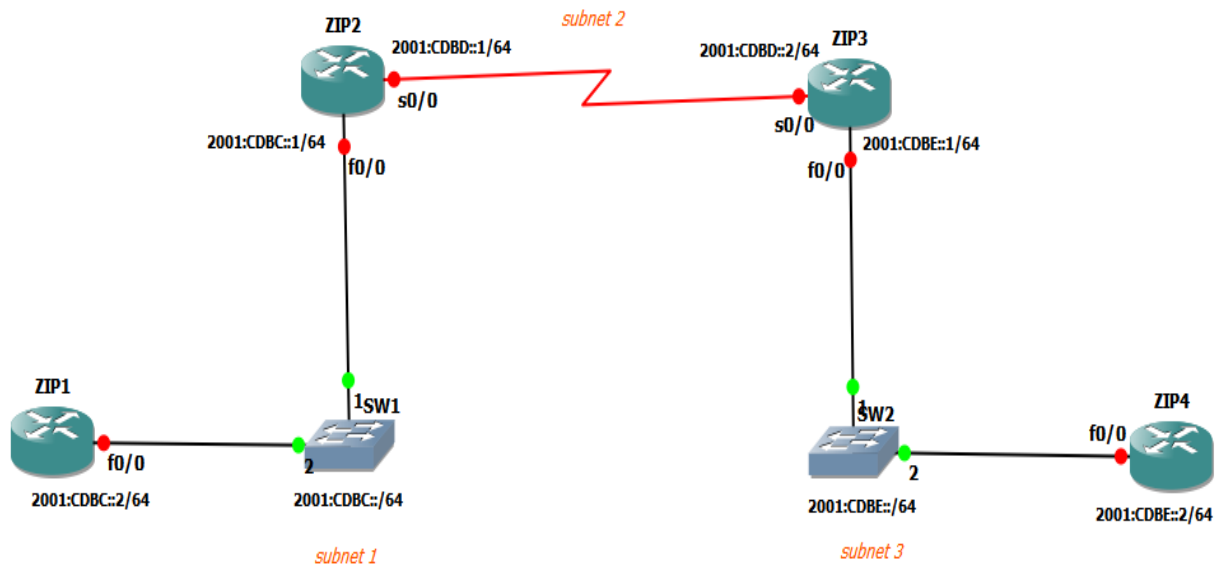 subnet 2
ZIP2
2001:CDBD::1/64
2001:CDBD::2/64
ZIP3
s0/0
s0/0
2001:CDBC::1/64
2001:CDBE::1/64
f0/0
f0/0
ZIP1
1
SW1
1
SW2
ZIP4
f0/0
f0/0
2
2
2001:CDBC::2/64
2001:CDBC::/64
2001:CDBE::/64
2001:CDBE::2/64
subnet 1
subnet 3